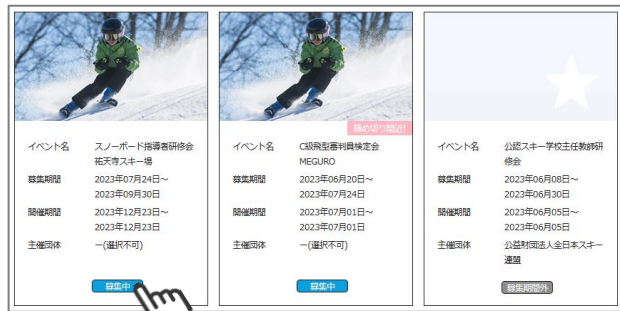 締め切り間近!
イベント名 スノーボード指導者研修会
祐天寺スキー場
募集期間 2023年07月24日～
2023年09月30日
開催期間 2023年12月23日～
2023年12月23日
主催団体 ー(選択不可)
募集中
イベント名 C級飛型審判員検定会
MEGURO
募集期間 2023年06月20日～
2023年07月24日
開催期間 2023年07月01日～
2023年07月01日
主催団体 ー(選択不可)
募集中
イベント名 公認スキー学校主任教師研
修会
募集期間 2023年06月08日～
2023年06月30日
開催期間 2023年06月05日～
2023年06月05日
主催団体 公益財団法人全日本スキー
連盟
募集期間外